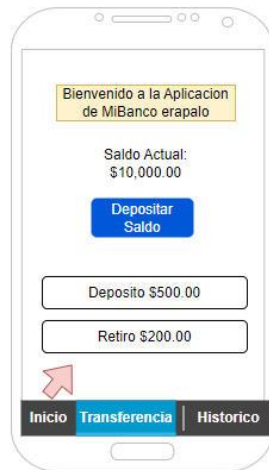 Bienvenido a la Aplicacion
de MiBanco erapalo
Saldo Actual:
$10,000.00
Depositar
Saldo
Deposito $500.00
Retiro $200.00
Inicio Transferencia Historico